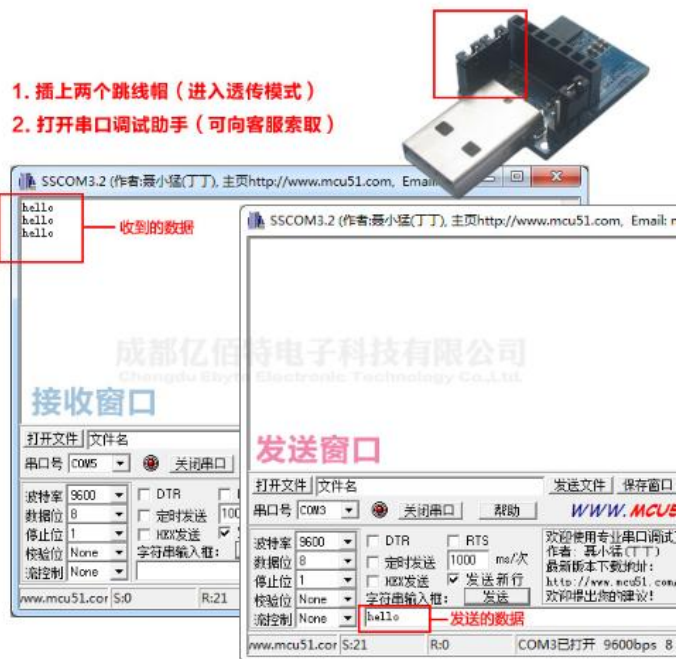 1. 插上两个跳线帽（进入透传模式）
2. 打开串口调试助手（可向客服索取）
SSCOM3.2 (作者:聂小猛(丁丁), 主页http://www.mcu51.com, Email
hello
hello
hello
收到的数据
SSCOM3.2 (作者:聂小猛(丁丁), 主页http://www.mcu51.com, Email: m
成都亿佰特电子科技有限公司
Changdu Ebyte Electronic Technology Co.,Ltd.
接收窗口
打开文件 文件名
串口号 COM5 关闭串口
波特率 9600 DTR
数据位 8 定时发送 100
停止位 1 HEX发送
校验位 None 字符串输入框:
流控制 None
www.mcu51.cor S:0 R:21
发送窗口
打开文件 文件名 发送文件 保存窗口
串口号 COM3 关闭串口 帮助 WWW.MCU5
波特率 9600 DTR RTS
数据位 8 定时发送 1000 ms/次
停止位 1 HEX发送 发送新行
校验位 None 字符串输入框: 发送
流控制 None hello
发送的数据
欢迎使用专业串口调试
作者: 聂小猛(丁丁)
最新版本下载地址:
http://www.mcu51.com/
欢迎提出您的建议!
www.mcu51.cor S:21 R:0 COM3已打开 9600bps 8